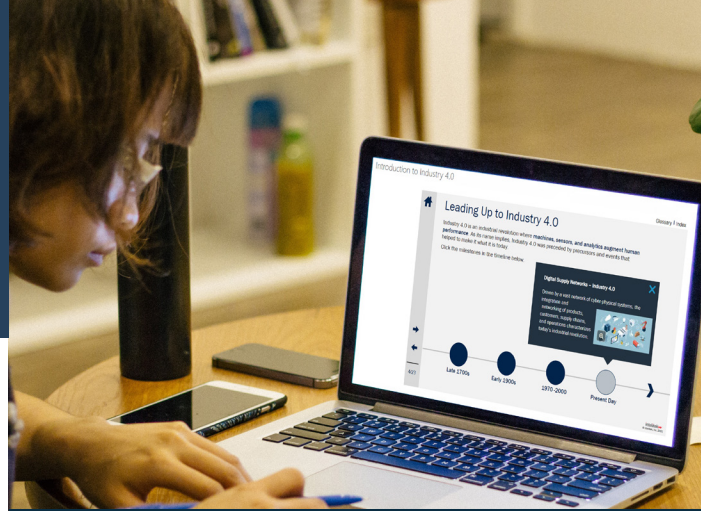 Introduction to Industry 4.0
Glossary / Index
Leading Up to Industry 4.0
Industry 4.0 is an industrial revolution where machines, sensors, and analytics augment human
performance. As its name implies, Industry 4.0 was preceded by precursors and events that
helped to make it what it is today.
Click the milestones in the timeline below.
Digital Supply Networks – Industry 4.0
Driven by a vast network of cyber physical systems, the
integration and
networking of products,
customers, supply chains,
and operations characterizes
today's industrial revolution.
Late 1700s
Early 1900s
1970-2000
Present Day